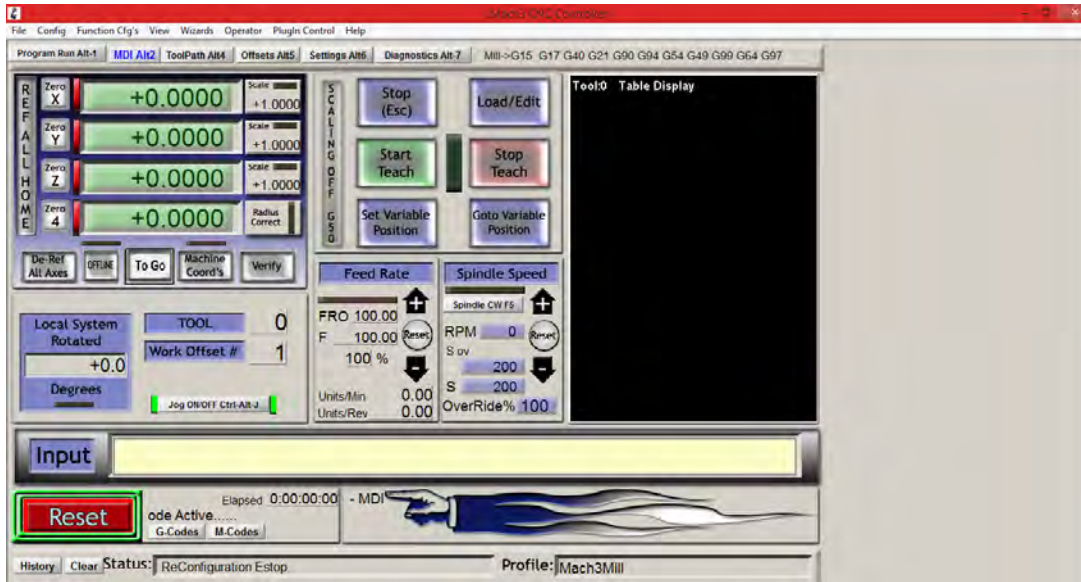 Mach3 CNC Controller
File Config Function Cfg's View Wizards Operator PlugIn Control Help
Program Run Alt-1 MDI Alt2 ToolPath Alt4 Offsets Alt5 Settings Alt6 Diagnostics Alt-7 Mill->G15 G17 G40 G21 G90 G94 G54 G49 G99 G64 G97
REF ALL HOME
Zero X +0.0000 Scale +1.0000
Zero Y +0.0000 Scale +1.0000
Zero Z +0.0000 Scale +1.0000
Zero 4 +0.0000 Radius Correct
De-Ref All Axes OFFLINE To Go Machine Coord's Verify
SCALING OFF G50
Stop (Esc) Load/Edit
Start Teach Stop Teach
Set Variable Position Goto Variable Position
Tool:0 Table Display
Local System Rotated
+0.0
Degrees
TOOL 0
Work Offset # 1
Jog ON/OFF Ctrl-Alt-J
Feed Rate
FRO 100.00
F 100.00 Reset
100 %
Units/Min 0.00
Units/Rev 0.00
Spindle Speed
Spindle CW F5
RPM 0 Reset
S ov
200
S 200
OverRide% 100
Input
Reset
Elapsed 0:00:00:00 - MDI
ode Active......
G-Codes M-Codes
History Clear Status: ReConfiguration Estop Profile: Mach3Mill